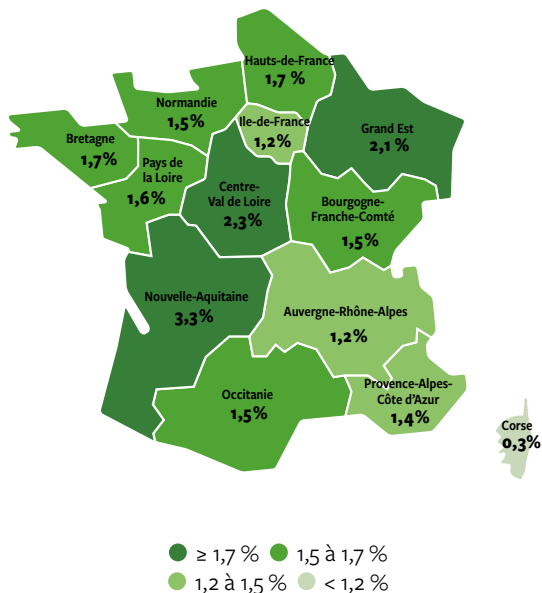 Hauts-de-France
1,7 %
Normandie
1,5%
Ile-de-France
1,2%
Grand Est
2,1 %
Bretagne
1,7%
Pays de
la Loire
1,6%
Centre-
Val de Loire
2,3%
Bourgogne-
Franche-Comté
1,5%
Nouvelle-Aquitaine
3,3%
Auvergne-Rhône-Alpes
1,2%
Occitanie
1,5%
Provence-Alpes-
Côte d’Azur
1,4%
Corse
0,3%
≥ 1,7 % 1,5 à 1,7 %
1,2 à 1,5 % < 1,2 %